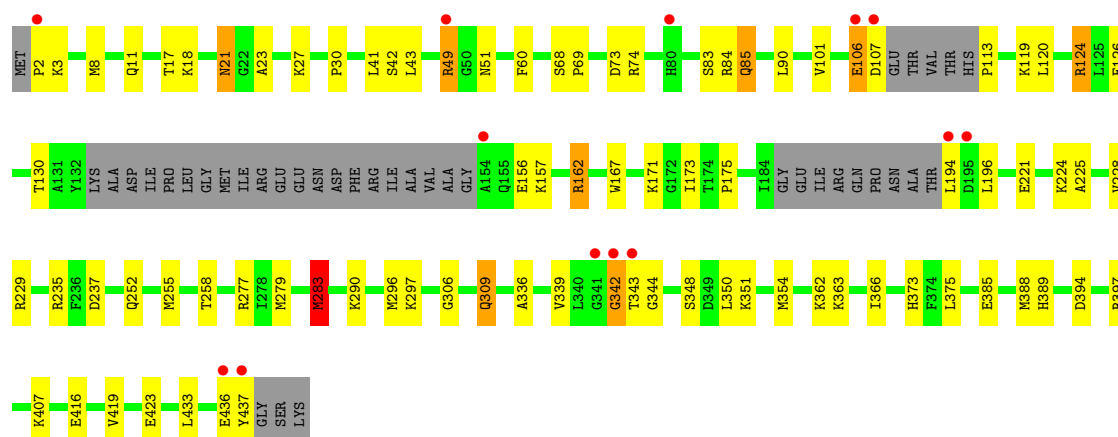 MET P2 K3 M8 Q11 T17 K18 N21 G22 A23 K27 P30 L41 S42 L43 R49 G50 N51 F60 S68 P69 D73 R74 H80 S83 R84 Q85 L90 V101 E106 D107 GLU THR VAL THR HIS P113 K119 L120 R124 L125
T130 A131 Y132 LYS ALA ASP ILE PRO LEU GLY MET ILE ARG GLU GLU ASN ASP PHE ARG ILE ALA VAL ALA GLY A154 Q155 E156 K157 R162 W167 K171 G172 I173 T174 P175 I184 GLY GLU ILE ARG GLN PRO ASN ALA THR L194 D195 L196 E221 K224 A225
R229 R235 F236 D237 Q252 M255 T258 R277 I278 M279 M283 K290 M296 K297 G306 Q309 A336 V339 L340 G341 G342 T343 G344 S348 D349 L350 K351 M354 K362 K363 I366 H373 F374 L375 E385 M388 H389 D394
K407 E416 V419 E423 L433 E436 Y437 GLY SER LYS